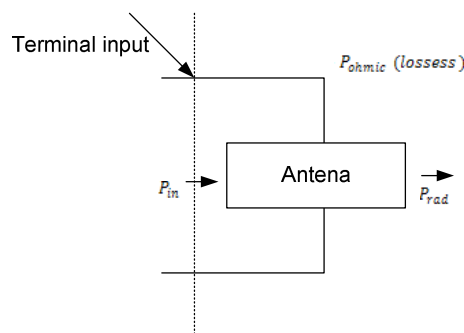 Terminal input
P_ohmic (lossess)
Antena
P_in
P_rad